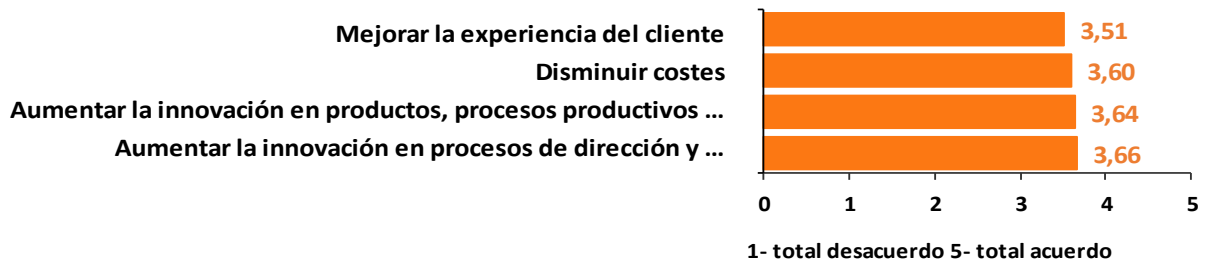 Mejorar la experiencia del cliente 3,51
Disminuir costes 3,60
Aumentar la innovación en productos, procesos productivos ... 3,64
Aumentar la innovación en procesos de dirección y ... 3,66
0 1 2 3 4 5
1- total desacuerdo 5- total acuerdo